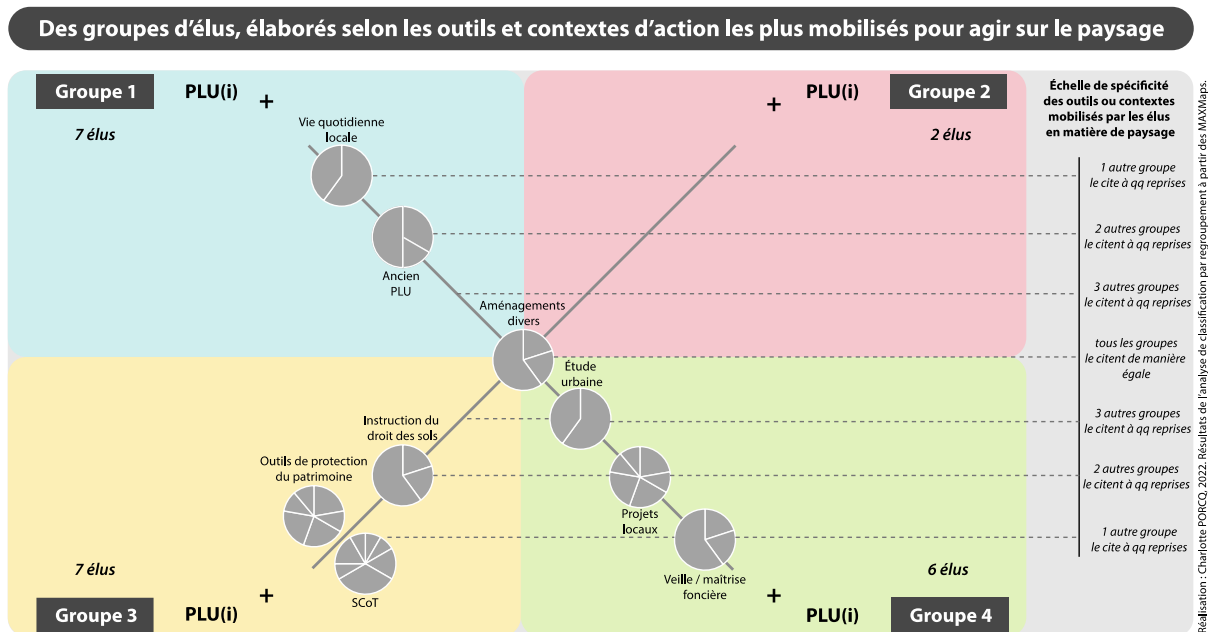 Des groupes d'élus, élaborés selon les outils et contextes d'action les plus mobilisés pour agir sur le paysage
Groupe 1
PLU(i)
+
7 élus
Vie quotidienne
locale
Ancien
PLU
+
PLU(i)
Groupe 2
2 élus
Aménagements
divers
Étude
urbaine
Instruction du
droit des sols
Outils de protection
du patrimoine
SCoT
7 élus
Groupe 3
PLU(i)
+
Projets
locaux
Veille / maîtrise
foncière
6 élus
+
PLU(i)
Groupe 4
Échelle de spécificité
des outils ou contextes
mobilisés par les élus
en matière de paysage
1 autre groupe
le cite à qq reprises
2 autres groupes
le citent à qq reprises
3 autres groupes
le citent à qq reprises
tous les groupes
le citent de manière
égale
3 autres groupes
le citent à qq reprises
2 autres groupes
le citent à qq reprises
1 autre groupe
le cite à qq reprises
Réalisation : Charlotte PORCQ, 2022. Résultats de l'analyse de classification par regroupement à partir des MAXMaps.